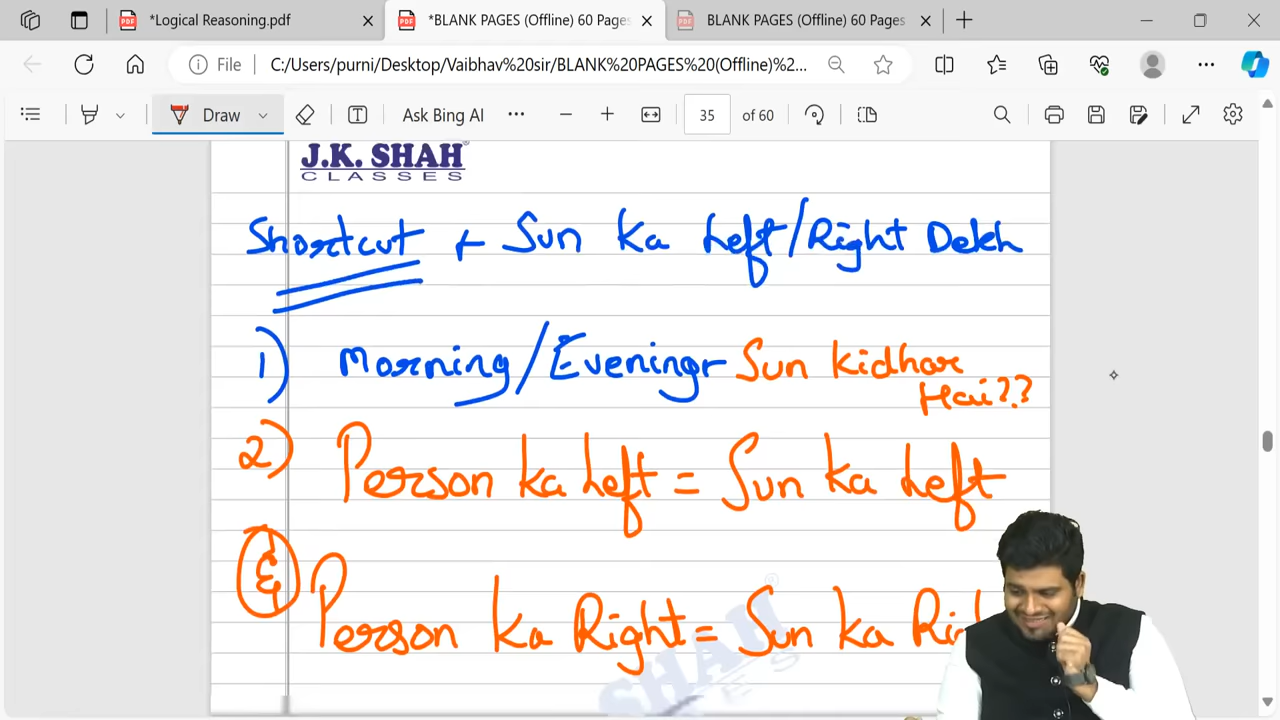 *Logical Reasoning.pdf
*BLANK PAGES (Offline) 60 Pages
BLANK PAGES (Offline) 60 Pages
File
C:/Users/purni/Desktop/Vaibhav%20sir/BLANK%20PAGES%20(Offline)%2...
Draw
Ask Bing AI
35
of 60
J.K. SHAH®
CLASSES
Shortcut + Sun Ka Left/Right Dekh
1) Morning/Evening Sun Kidhar
Hai??
2) Person ka Left = Sun ka Left
& Person ka Right = Sun ka Rig
SHAH®